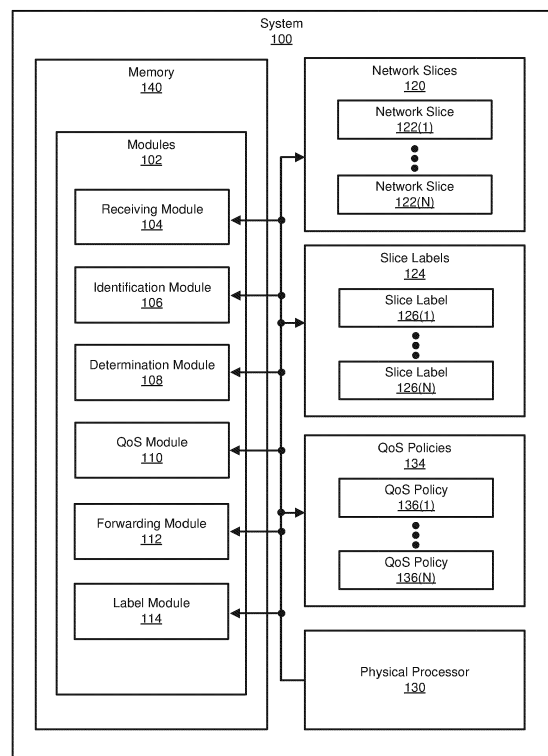 System
100
Memory
140
Modules
102
Receiving Module
104
Identification Module
106
Determination Module
108
QoS Module
110
Forwarding Module
112
Label Module
114
Network Slices
120
Network Slice
122(1)
Network Slice
122(N)
Slice Labels
124
Slice Label
126(1)
Slice Label
126(N)
QoS Policies
134
QoS Policy
136(1)
QoS Policy
136(N)
Physical Processor
130